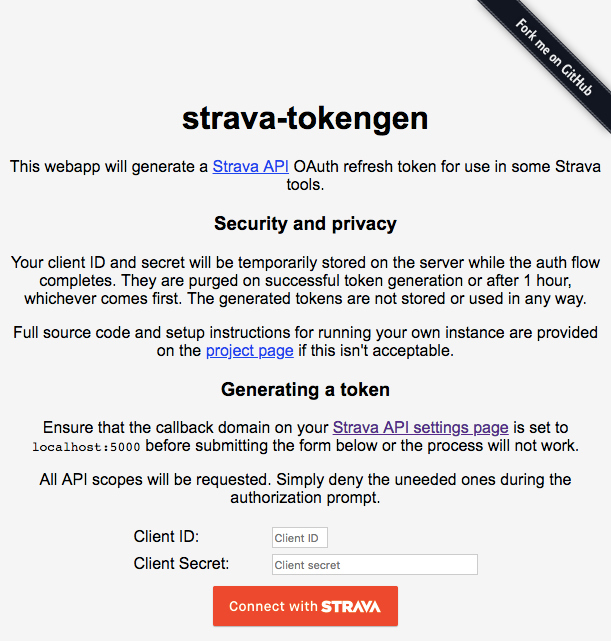 Fork me on GitHub
strava-tokengen
This webapp will generate a Strava API OAuth refresh token for use in some Strava
tools.
Security and privacy
Your client ID and secret will be temporarily stored on the server while the auth flow
completes. They are purged on successful token generation or after 1 hour,
whichever comes first. The generated tokens are not stored or used in any way.
Full source code and setup instructions for running your own instance are provided
on the project page if this isn't acceptable.
Generating a token
Ensure that the callback domain on your Strava API settings page is set to
localhost:5000 before submitting the form below or the process will not work.
All API scopes will be requested. Simply deny the uneeded ones during the
authorization prompt.
Client ID: Client ID
Client Secret: Client secret
Connect with STRAVA